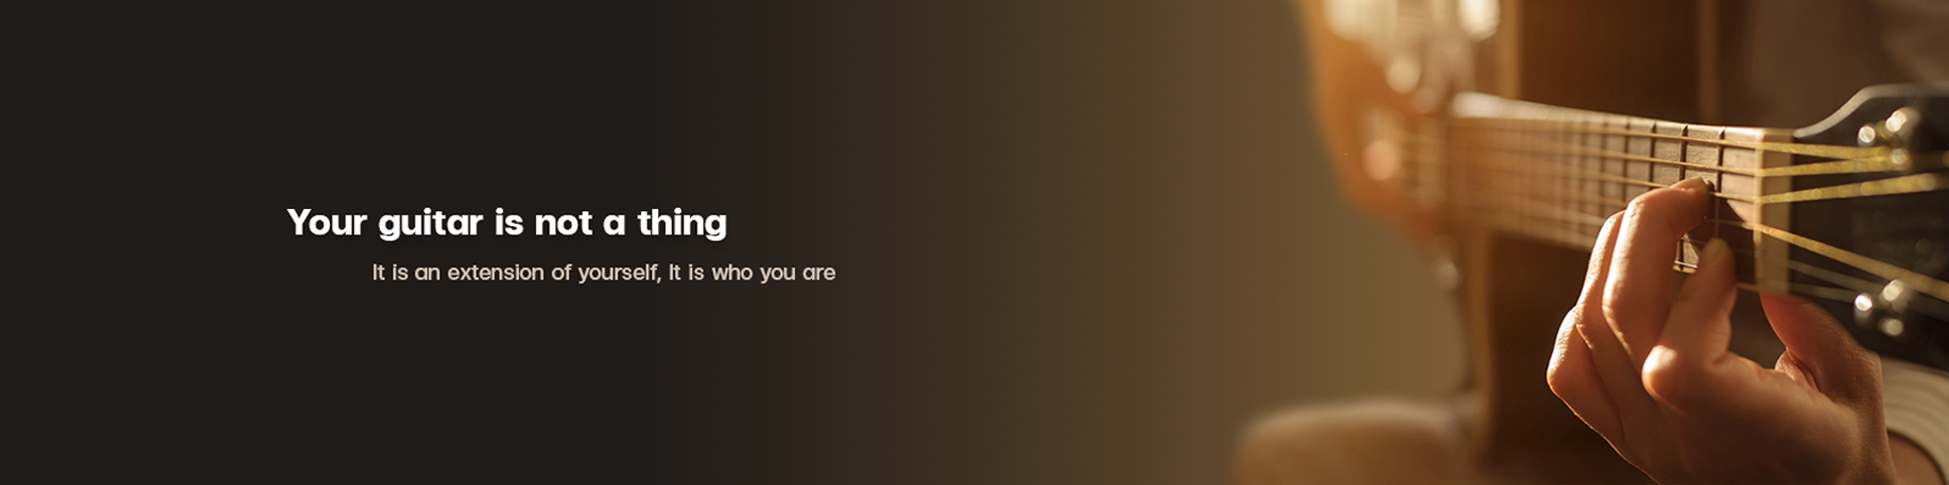 Your guitar is not a thing
It is an extension of yourself, It is who you are